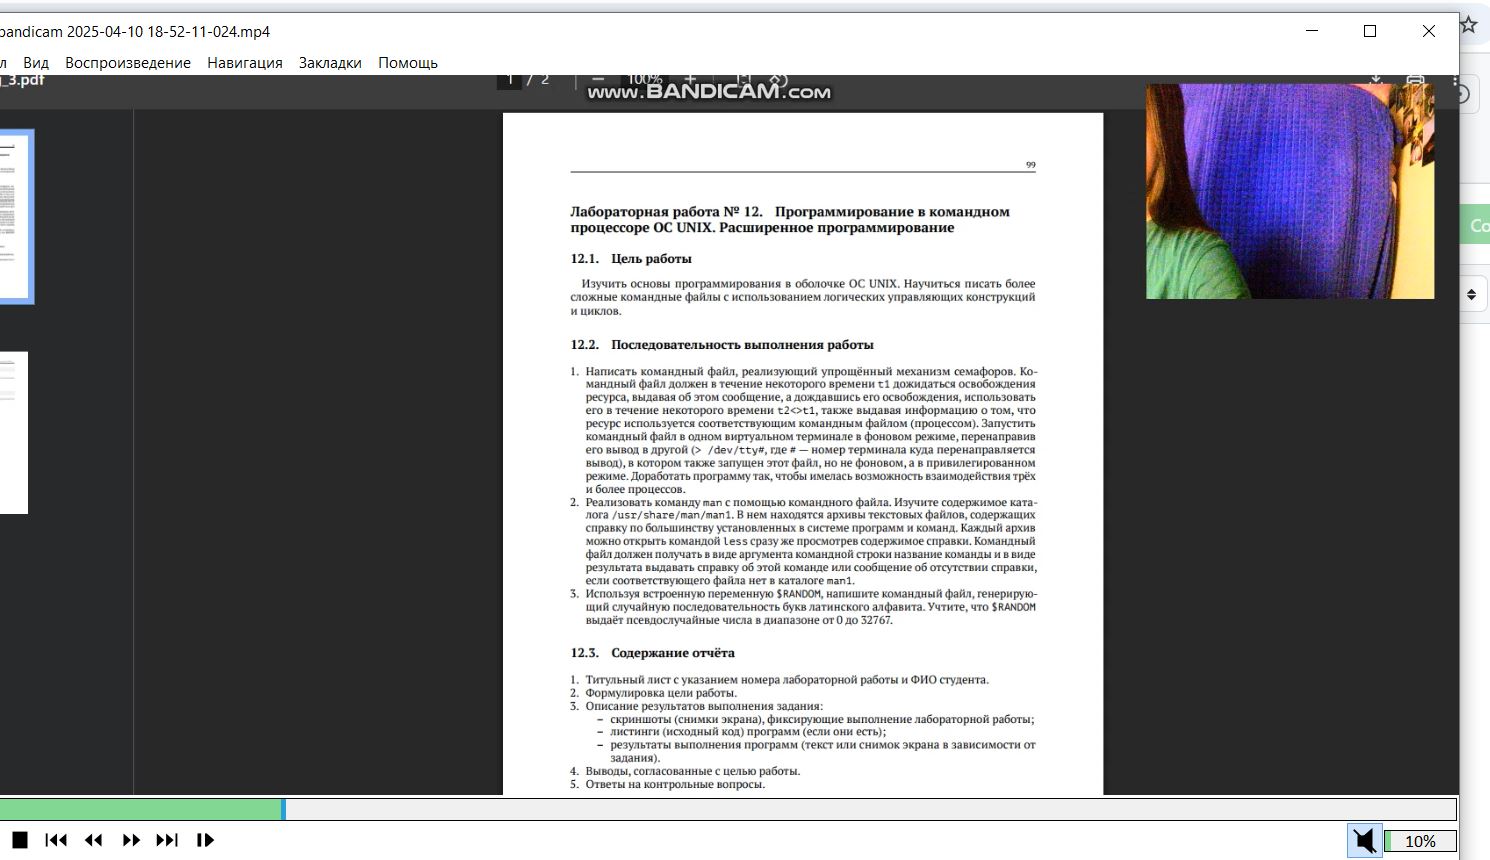 bandicam 2025-04-10 18-52-11-024.mp4
Вид Воспроизведение Навигация Закладки Помощь
_3.pdf
1 / 2
100%
www.BANDICAM.com
99
Лабораторная работа № 12. Программирование в командном
процессоре ОС UNIX. Расширенное программирование
12.1. Цель работы
Изучить основы программирования в оболочке ОС UNIX. Научиться писать более
сложные командные файлы с использованием логических управляющих конструкций
и циклов.
12.2. Последовательность выполнения работы
1. Написать командный файл, реализующий упрощённый механизм семафоров. Ко-
мандный файл должен в течение некоторого времени t1 дожидаться освобождения
ресурса, выдавая об этом сообщение, а дождавшись его освобождения, использовать
его в течение некоторого времени t2<>t1, также выдавая информацию о том, что
ресурс используется соответствующим командным файлом (процессом). Запустить
командный файл в одном виртуальном терминале в фоновом режиме, перенаправив
его вывод в другой (> /dev/tty#, где # — номер терминала куда перенаправляется
вывод), в котором также запущен этот файл, но не фоновом, а в привилегированном
режиме. Доработать программу так, чтобы имелась возможность взаимодействия трёх
и более процессов.
2. Реализовать команду man с помощью командного файла. Изучите содержимое ката-
лога /usr/share/man/man1. В нем находятся архивы текстовых файлов, содержащих
справку по большинству установленных в системе программ и команд. Каждый архив
можно открыть командой less сразу же просмотрев содержимое справки. Командный
файл должен получать в виде аргумента командной строки название команды и в виде
результата выдавать справку об этой команде или сообщение об отсутствии справки,
если соответствующего файла нет в каталоге man1.
3. Используя встроенную переменную $RANDOM, напишите командный файл, генерирую-
щий случайную последовательность букв латинского алфавита. Учтите, что $RANDOM
выдаёт псевдослучайные числа в диапазоне от 0 до 32767.
12.3. Содержание отчёта
1. Титульный лист с указанием номера лабораторной работы и ФИО студента.
2. Формулировка цели работы.
3. Описание результатов выполнения задания:
– скриншоты (снимки экрана), фиксирующие выполнение лабораторной работы;
– листинги (исходный код) программ (если они есть);
– результаты выполнения программ (текст или снимок экрана в зависимости от
задания).
4. Выводы, согласованные с целью работы.
5. Ответы на контрольные вопросы.
Co
10%